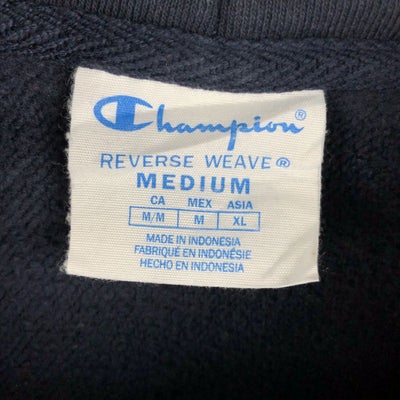 Champion®
REVERSE WEAVE®
MEDIUM
CA MEX ASIA
M/M M XL
MADE IN INDONESIA
FABRIQUÉ EN INDONÉSIE
HECHO EN INDONESIA